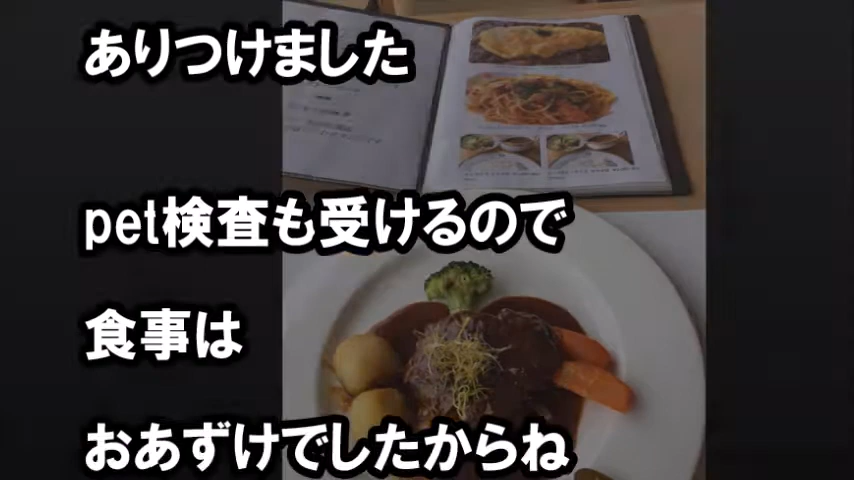 ありつけました
pet検査も受けるので
食事は
おあずけでしたからね